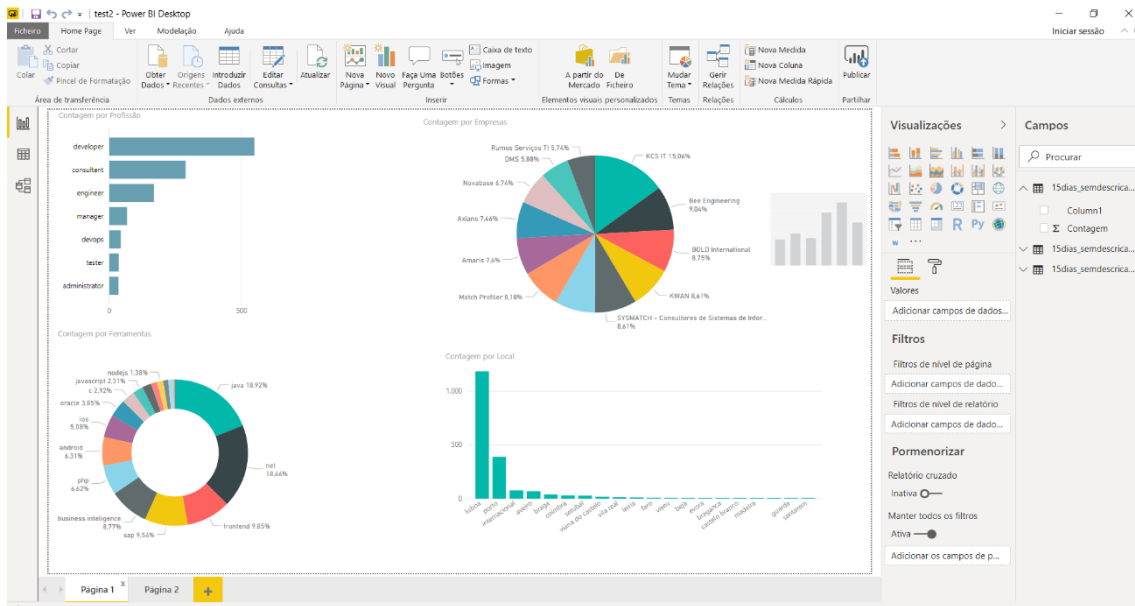 test2 - Power BI Desktop
Iniciar sessão
Ficheiro Home Page Ver Modelação Ajuda
Colar
Cortar
Copiar
Pincel de Formatação
Área de transferência
Obter Dados
Origens Recentes
Introduzir Dados
Editar Consultas
Atualizar
Dados externos
Nova Página
Novo Visual
Faça Uma Pergunta
Botões
Caixa de texto
Imagem
Formas
Inserir
A partir do Mercado
De Ficheiro
Elementos visuais personalizados
Mudar Tema
Temas
Gerir Relações
Relações
Nova Medida
Nova Coluna
Nova Medida Rápida
Cálculos
Publicar
Partilhar
Contagem por Profissão
developer
consultant
engineer
manager
devops
tester
administrator
0 500
Contagem por Empresas
Rumos Serviços TI 5,74%
DMS 5,88%
Novabase 6,74%
Axians 7,46%
Amaris 7,6%
Match Profiler 8,18%
KCS IT 15,06%
Bee Engineering
9,04%
BOLD International
8,75%
KWAN 8,61%
SYSMATCH - Consultores de Sistemas de Infor...
8,61%
Contagem por Ferramentas
nodejs 1,38%
javascript 2,31%
c 2,92%
oracle 3,85%
ios
5,08%
android
6,31%
php
6,62%
business inteligence
8,77%
sap 9,54%
java 18,92%
net
18,46%
frontend 9,85%
Contagem por Local
1.000
500
0
lisboa
porto
internacional
aveiro
braga
coimbra
setubal
viana do castelo
vila real
leiria
faro
viseu
beja
evora
bragança
castelo branco
madeira
guarda
santarem
Visualizações
R Py
Valores
Adicionar campos de dados...
Filtros
Filtros de nível de página
Adicionar campos de dado...
Filtros de nível de relatório
Adicionar campos de dado...
Pormenorizar
Relatório cruzado
Inativa
Manter todos os filtros
Ativa
Adicionar os campos de p...
Campos
Procurar
15dias_semdescrica...
Column1
Σ Contagem
15dias_semdescrica...
15dias_semdescrica...
Página 1 x Página 2 +